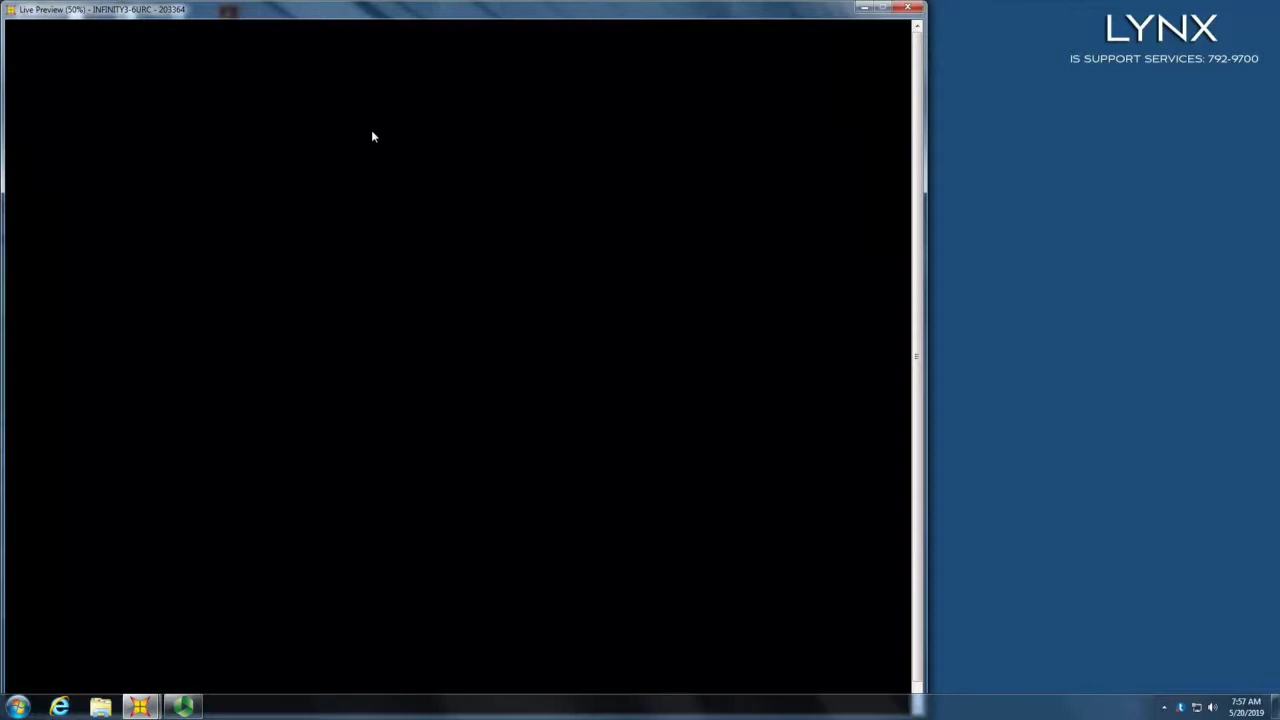 Live Preview (50%) - INFINITY3-6URC - 203364
LYNX
IS SUPPORT SERVICES: 792-9700
7:57 AM
5/20/2019